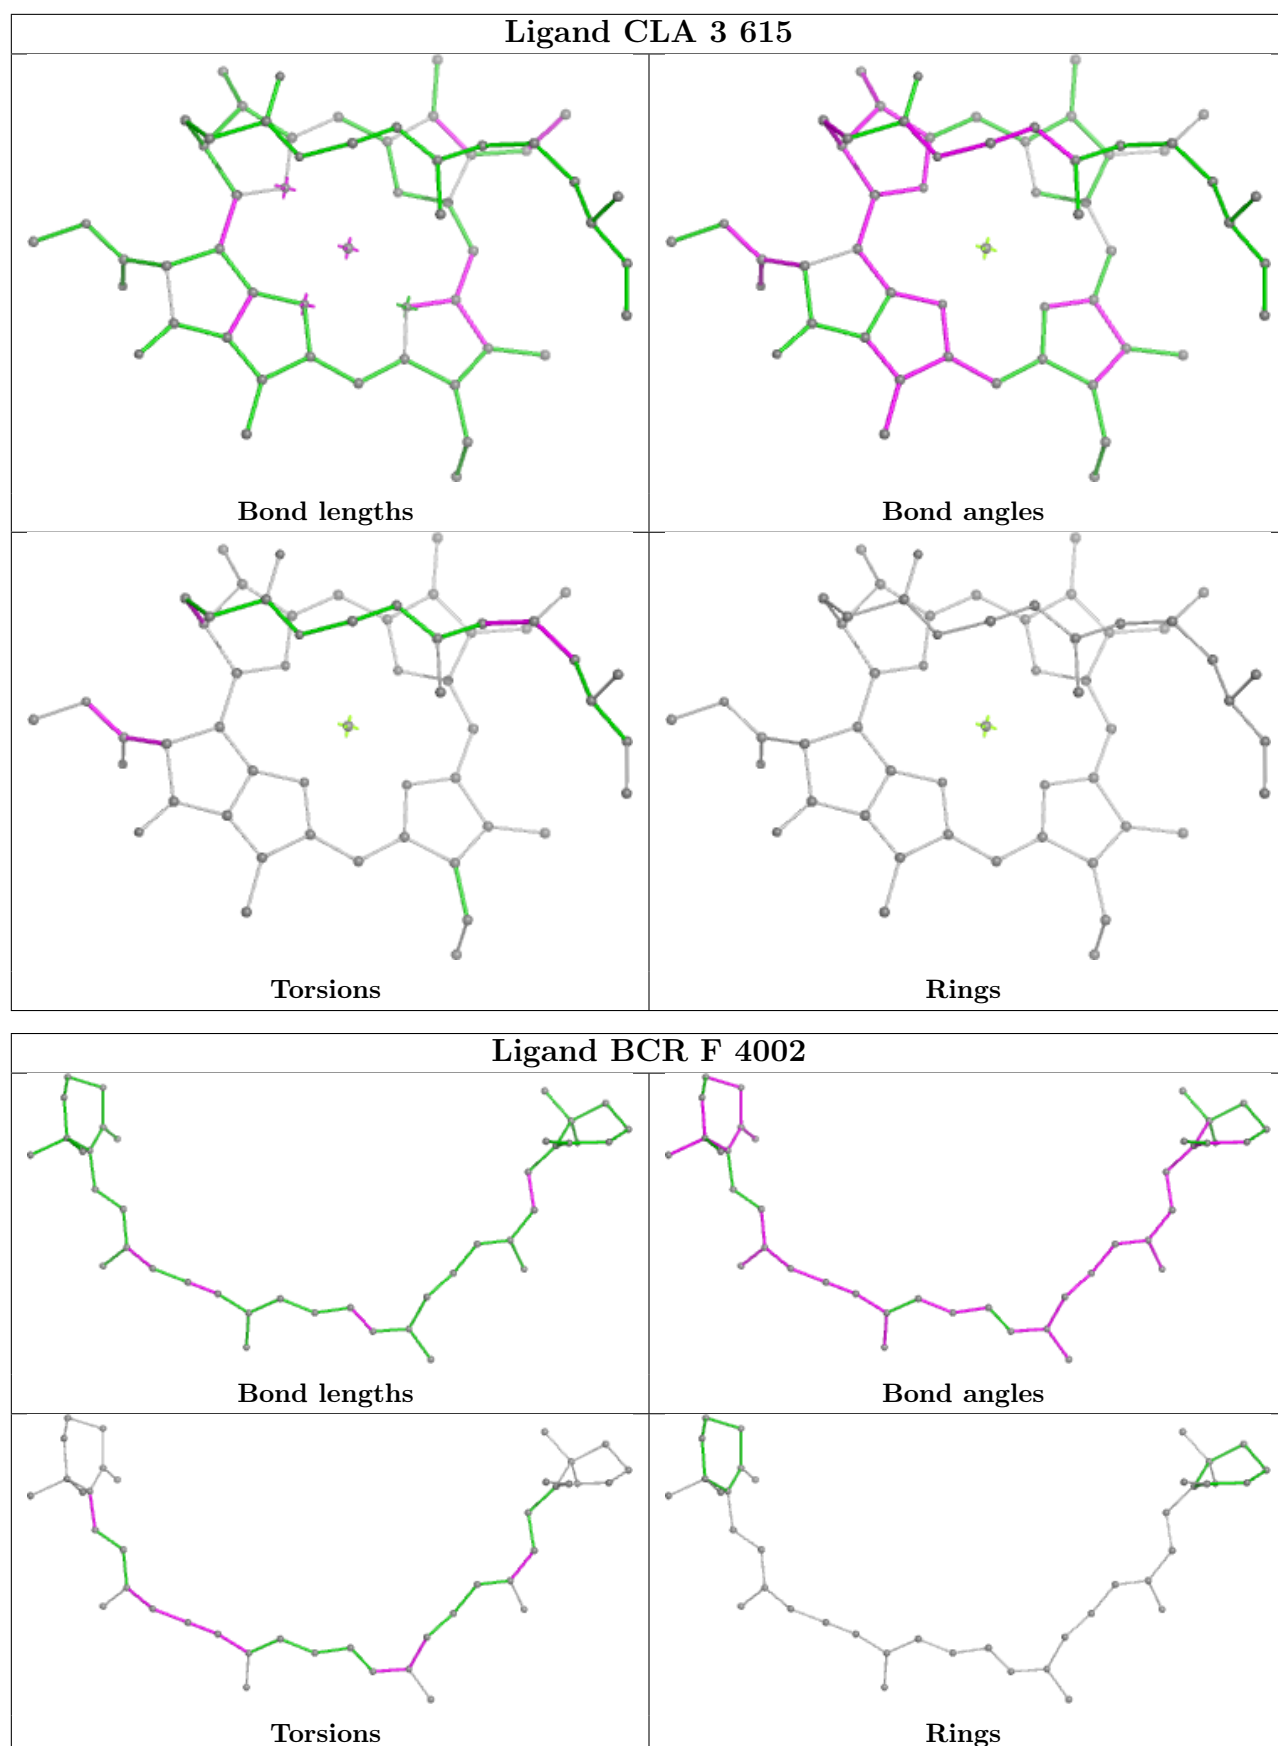 Ligand CLA 3 615
Bond lengths
Bond angles
Torsions
Rings
Ligand BCR F 4002
Bond lengths
Bond angles
Torsions
Rings